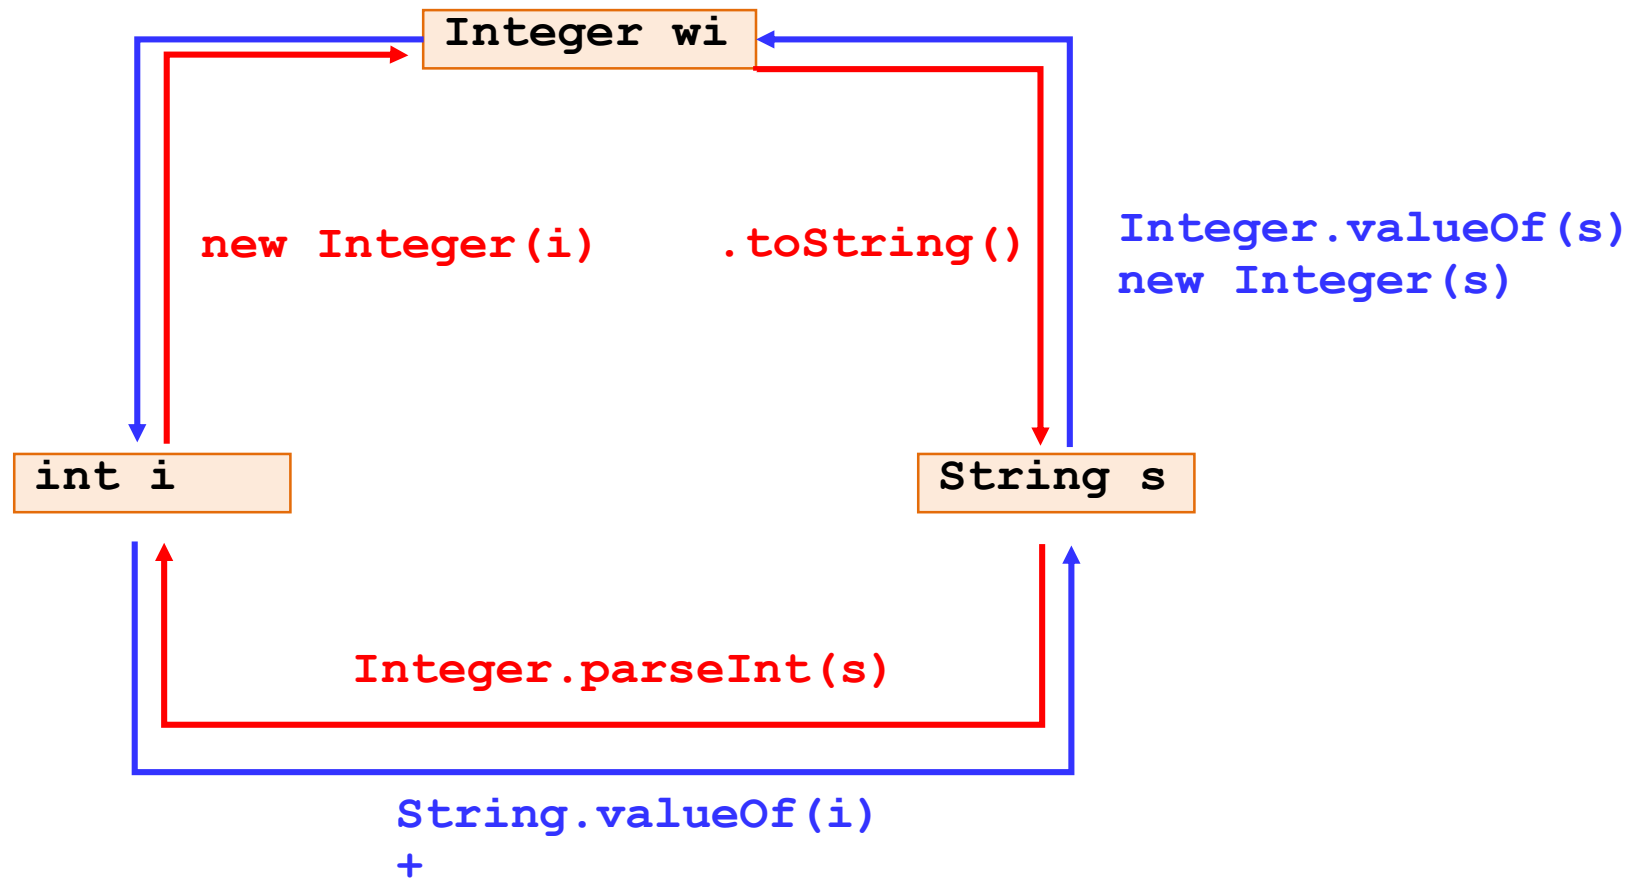 Integer wi
new Integer(i)
.toString()
Integer.valueOf(s)
new Integer(s)
int i
String s
Integer.parseInt(s)
String.valueOf(i)
+